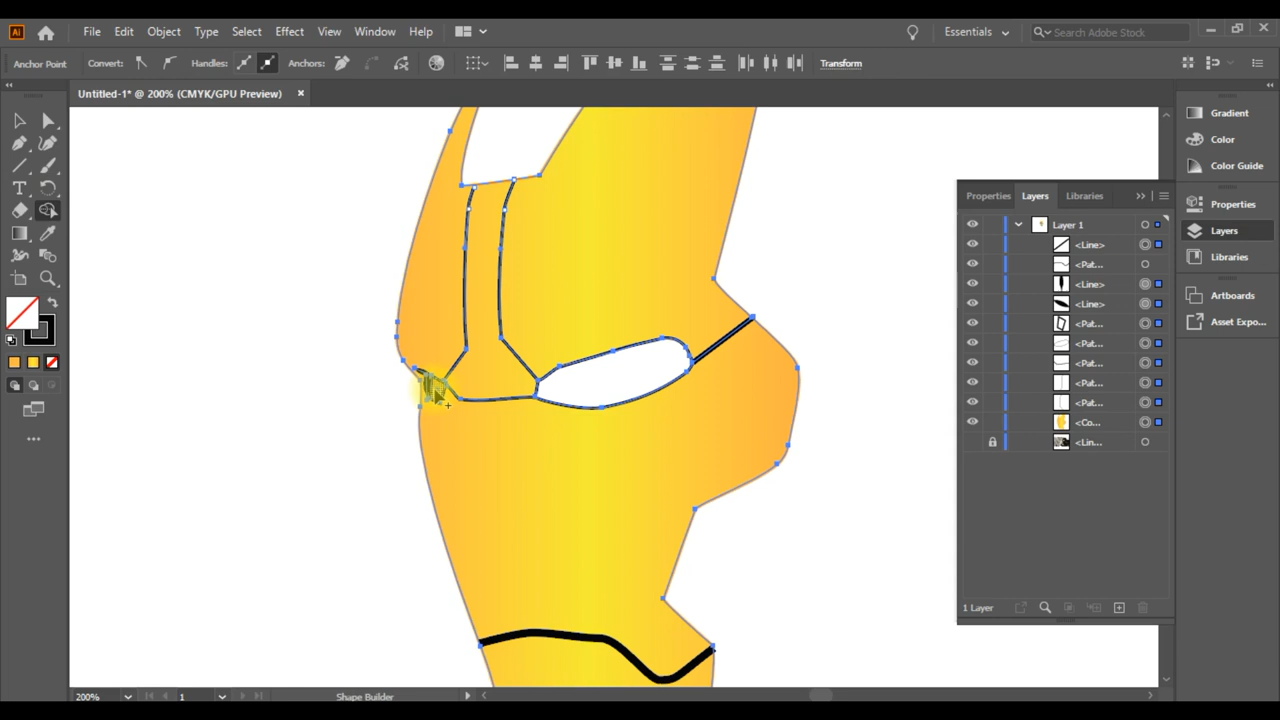 Ai File Edit Object Type Select Effect View Window Help Essentials Search Adobe Stock
Anchor Point Convert: Handles: Anchors: Transform
Untitled-1* @ 200% (CMYK/GPU Preview) ×
Gradient
Color
Color Guide
Properties
Layers
Libraries
Artboards
Asset Expo...
Properties Layers Libraries
Layer 1
<Line>
<Pat...
<Line>
<Line>
<Pat...
<Pat...
<Pat...
<Pat...
<Pat...
<Co...
<Lin...
1 Layer
200% 1 Shape Builder